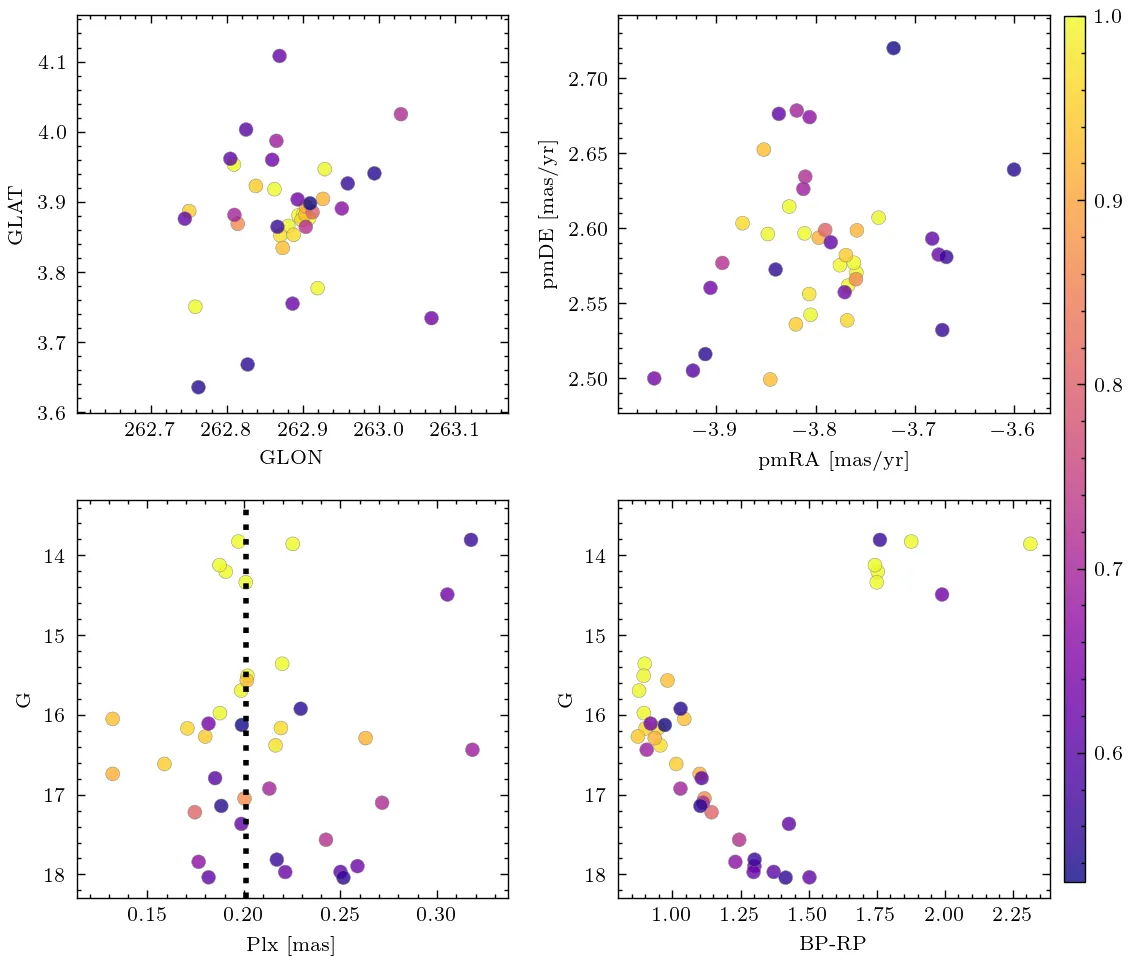 4.1
4.0
3.9
3.8
3.7
3.6
GLAT
262.7 262.8 262.9 263.0 263.1
GLON
2.70
2.65
2.60
2.55
2.50
pmDE [mas/yr]
−3.9 −3.8 −3.7 −3.6
pmRA [mas/yr]
1.0
0.9
0.8
0.7
0.6
14
15
16
17
18
G
0.15 0.20 0.25 0.30
Plx [mas]
14
15
16
17
18
G
1.00 1.25 1.50 1.75 2.00 2.25
BP-RP